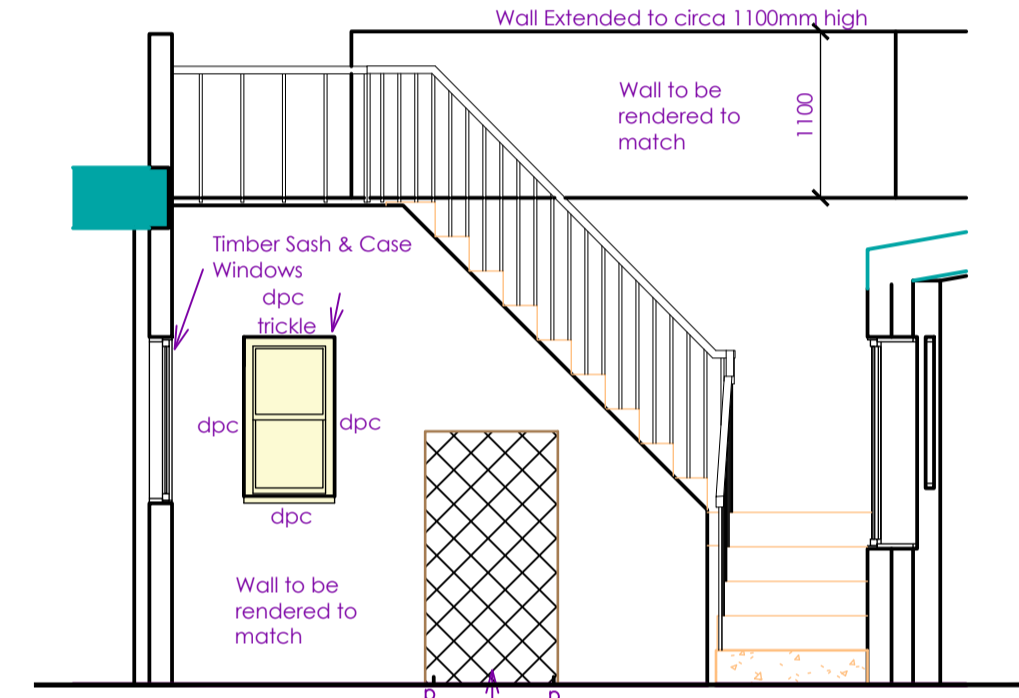 Wall Extended to circa 1100mm high
Wall to be
rendered to
match
1100
Timber Sash & Case
Windows
dpc
trickle
dpc
dpc
dpc
Wall to be
rendered to
match